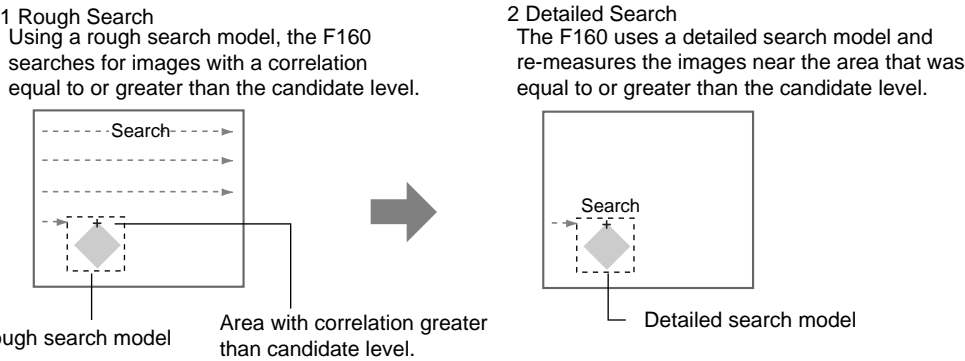 1 Rough Search
Using a rough search model, the F160
searches for images with a correlation
equal to or greater than the candidate level.
Search
ough search model
Area with correlation greater
than candidate level.
2 Detailed Search
The F160 uses a detailed search model and
re-measures the images near the area that was
equal to or greater than the candidate level.
Search
Detailed search model